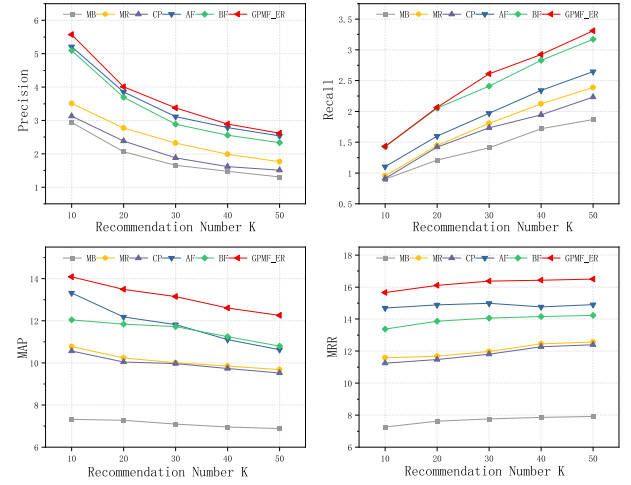 MB MR CP AF BF GPMF_ER
6
5
4
3
2
1
Precision
10 20 30 40 50
Recommendation Number K
MB MR CP AF BF GPMF_ER
3.5
3
2.5
2
1.5
1
0.5
Recall
10 20 30 40 50
Recommendation Number K
MB MR CP AF BF GPMF_ER
14
12
10
8
6
MAP
10 20 30 40 50
Recommendation Number K
MB MR CP AF BF GPMF_ER
18
16
14
12
10
8
6
MRR
10 20 30 40 50
Recommendation Number K